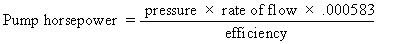 Pump horsepower = pressure × rate of flow × .000583
efficiency